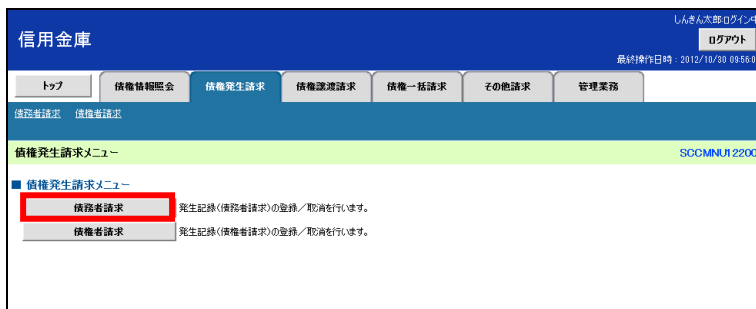 しんきん太郎ログイン中
信用金庫
ログアウト
最終操作日時：2012/10/30 09:56:0
トップ 債権情報照会 債権発生請求 債権譲渡請求 債権一括請求 その他請求 管理業務
債務者請求 債権者請求
債権発生請求メニュー SCCMNU12200
■ 債権発生請求メニュー
債務者請求 発生記録(債務者請求)の登録／取消を行います。
債権者請求 発生記録(債権者請求)の登録／取消を行います。